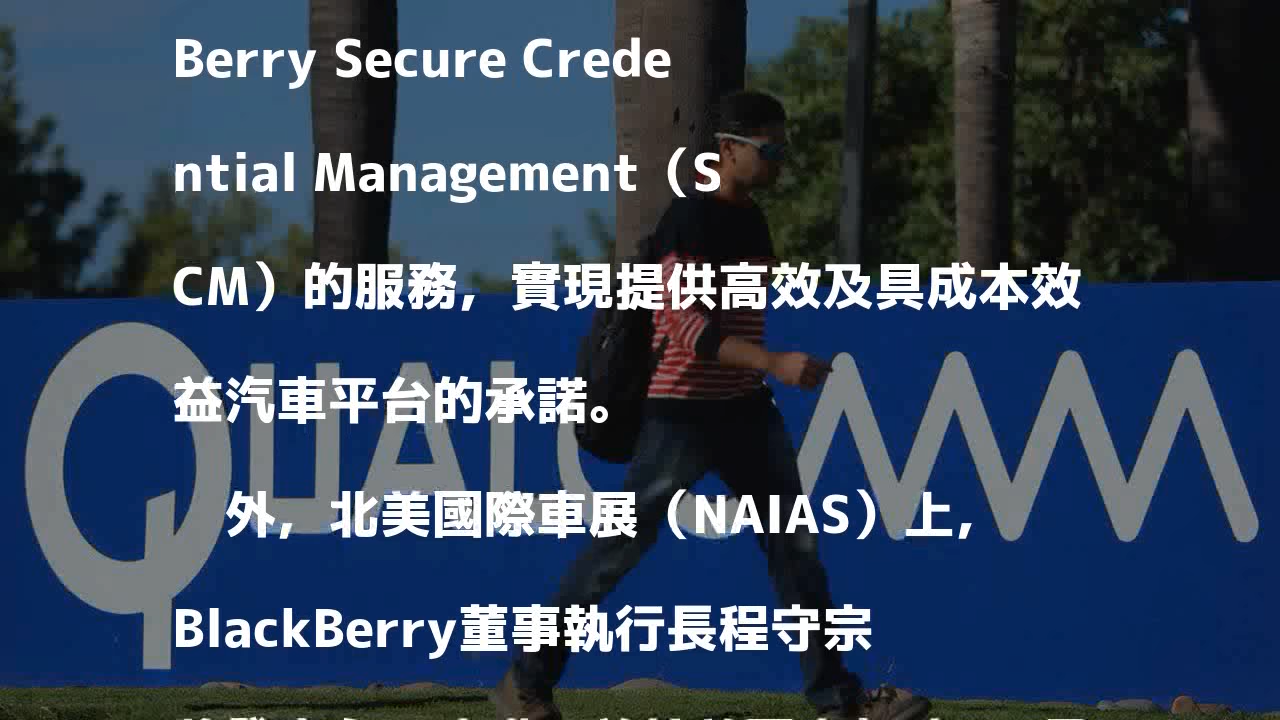 Berry Secure Crede
ntial Management（S
CM）的服務，實現提供高效及具成本效
益汽車平台的承諾。
外，北美國際車展（NAIAS）上，
BlackBerry董事執行長程守宗
QUALCOMM